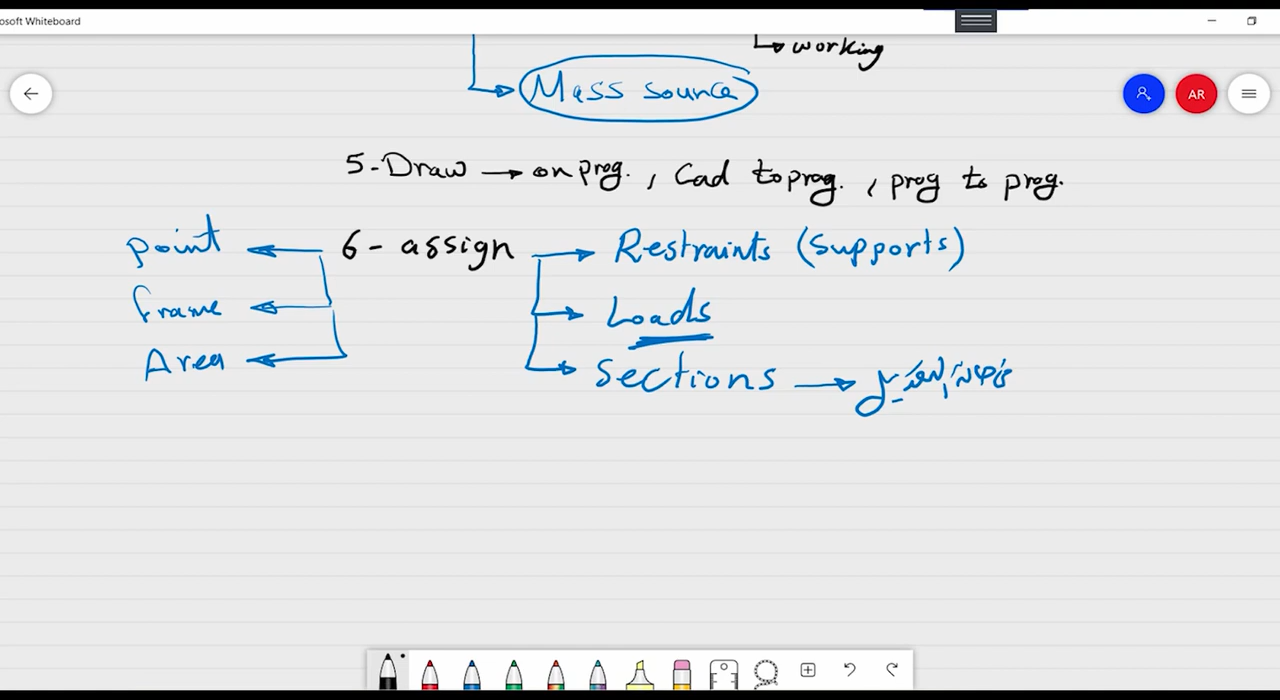 osoft Whiteboard
working
Mass source
AR
5-Draw → on prog. , Cad to prog. , prog to prog.
6- assign
point
frame
Area
Restraints (Supports)
Loads
Sections →